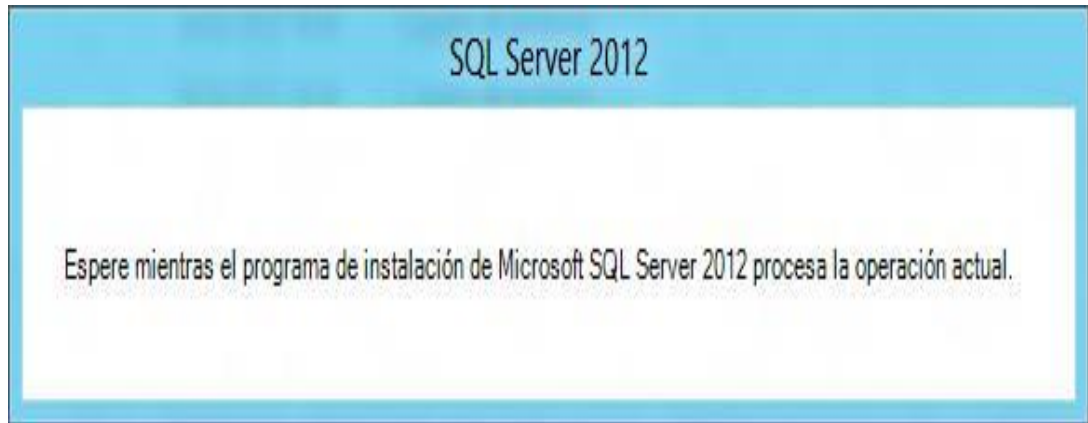 SQL Server 2012
Espere mientras el programa de instalación de Microsoft SQL Server 2012 procesa la operación actual.